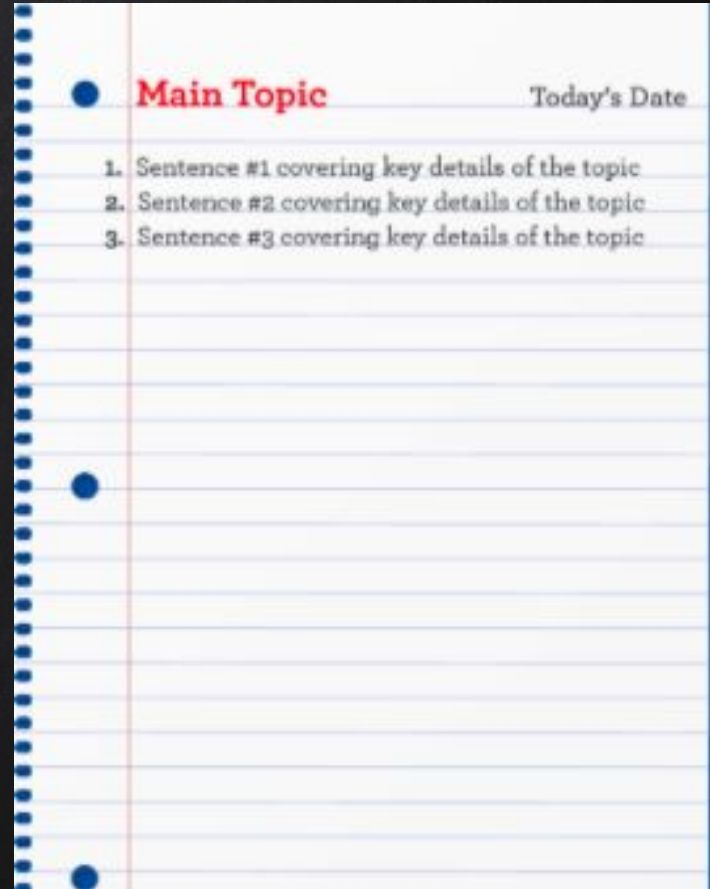 Main Topic Today's Date
1. Sentence #1 covering key details of the topic
2. Sentence #2 covering key details of the topic
3. Sentence #3 covering key details of the topic